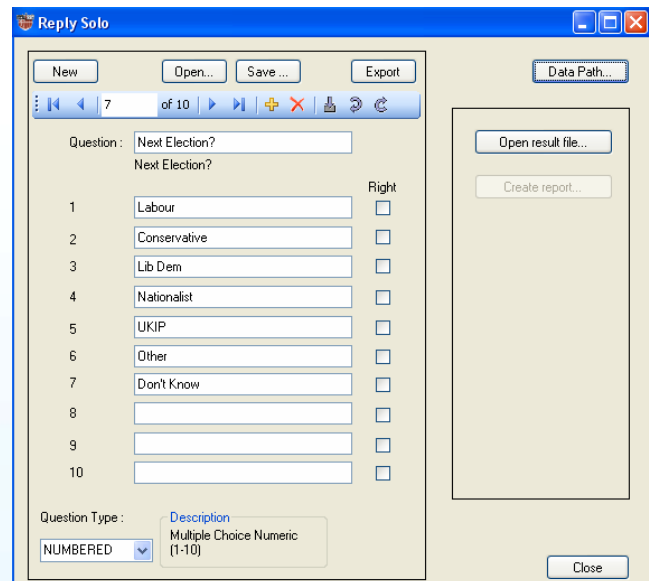 Reply Solo
New Open... Save ... Export
7 of 10
Question : Next Election?
Next Election?
Right
1 Labour
2 Conservative
3 Lib Dem
4 Nationalist
5 UKIP
6 Other
7 Don't Know
8
9
10
Question Type :
NUMBERED
Description
Multiple Choice Numeric
(1-10)
Data Path...
Open result file...
Create report...
Close